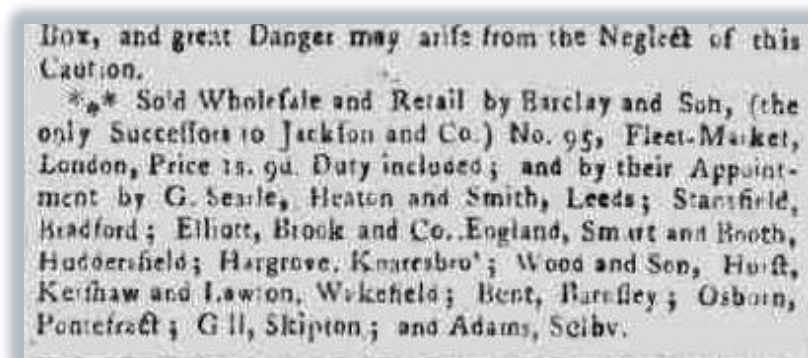 Box, and great Danger may ariſe from the Neglect of this
Caution.
*⁎* Sold Wholeſale and Retail by Barclay and Son, (the
only Succeſſors to Jackſon and Co.) No. 95, Fleet-Market,
London, Price 1s. 9d. Duty included; and by their Appoint-
ment by G. Searle, Heaton and Smith, Leeds; Stansfield,
Bradford; Elliott, Brook and Co. England, Smart and Booth,
Huddersfield; Hargrove, Knaresbro'; Wood and Son, Hurſt,
Kerſhaw and Lawton, Wakefield; Bent, Barnſley; Osborn,
Pontefract; Gill, Skipton; and Adams, Selby.